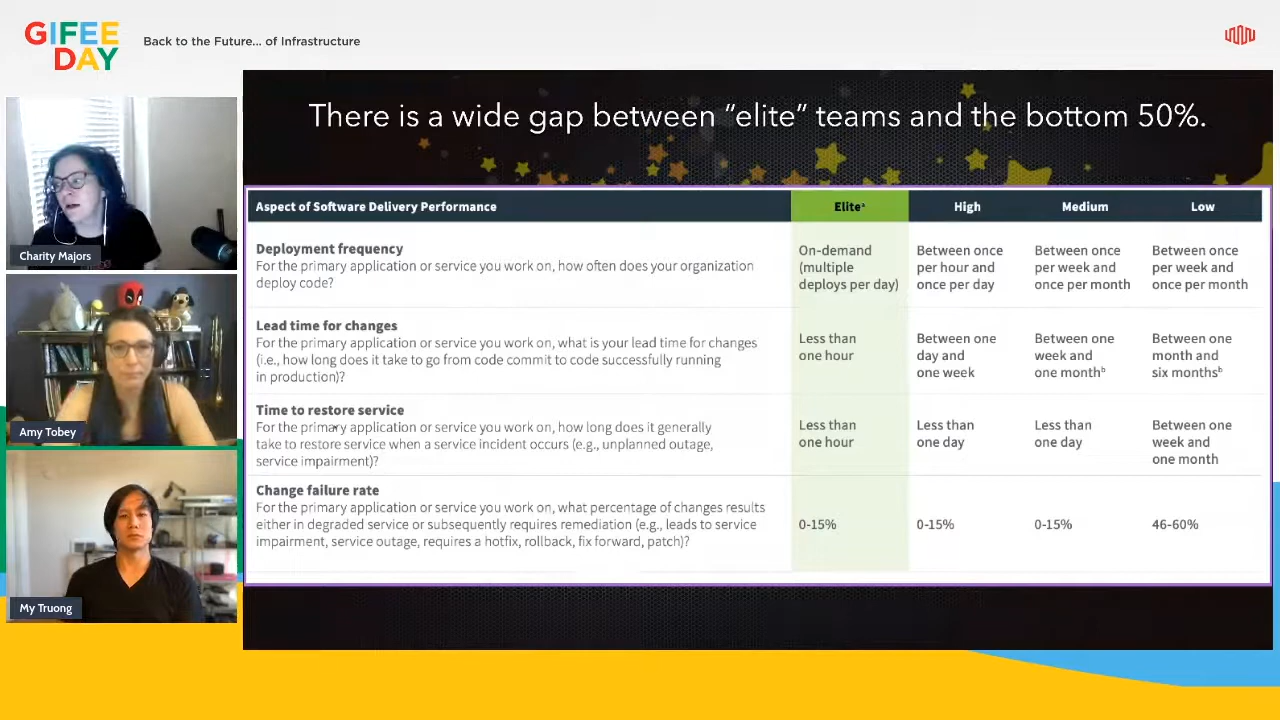 GIFEE
DAY
Back to the Future... of Infrastructure
Charity Majors
Amy Tobey
My Truong
There is a wide gap between “elite” teams and the bottom 50%.
Aspect of Software Delivery Performance
Eliteᵃ
High
Medium
Low
Deployment frequency
For the primary application or service you work on, how often does your organization
deploy code?
On-demand
(multiple
deploys per day)
Between once
per hour and
once per day
Between once
per week and
once per month
Between once
per week and
once per month
Lead time for changes
For the primary application or service you work on, what is your lead time for changes
(i.e., how long does it take to go from code commit to code successfully running
in production)?
Less than
one hour
Between one
day and
one week
Between one
week and
one monthᵇ
Between one
month and
six monthsᵇ
Time to restore service
For the primary application or service you work on, how long does it generally
take to restore service when a service incident occurs (e.g., unplanned outage,
service impairment)?
Less than
one hour
Less than
one day
Less than
one day
Between one
week and
one month
Change failure rate
For the primary application or service you work on, what percentage of changes results
either in degraded service or subsequently requires remediation (e.g., leads to service
impairment, service outage, requires a hotfix, rollback, fix forward, patch)?
0-15%
0-15%
0-15%
46-60%